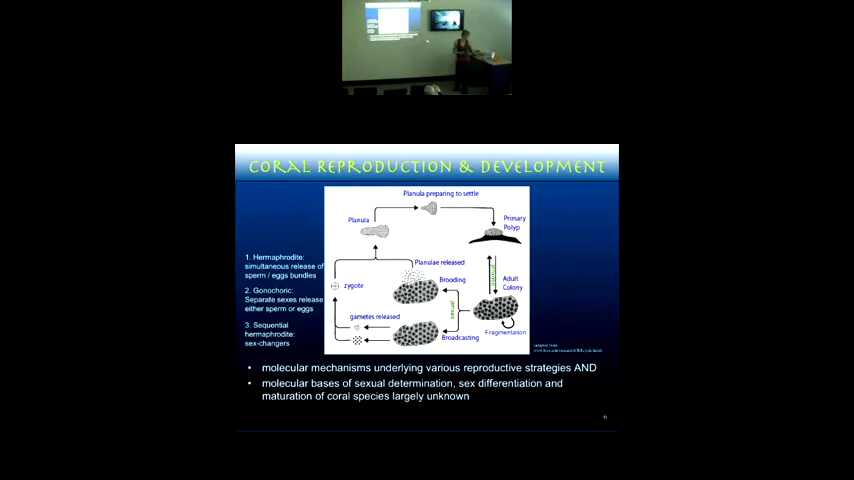 CORAL REPRODUCTION & DEVELOPMENT
Planula preparing to settle
Planula
Primary
Polyp
1. Hermaphrodite:
simultaneous release of
sperm / eggs bundles
2. Gonochoric:
Separate sexes release
either sperm or eggs
3. Sequential
hermaphrodite:
sex-changers
Planulae released
zygote
Brooding
Adult
Colony
sexual
gametes released
Broadcasting
Fragmentation
• molecular mechanisms underlying various reproductive strategies AND
• molecular bases of sexual determination, sex differentiation and
maturation of coral species largely unknown
6